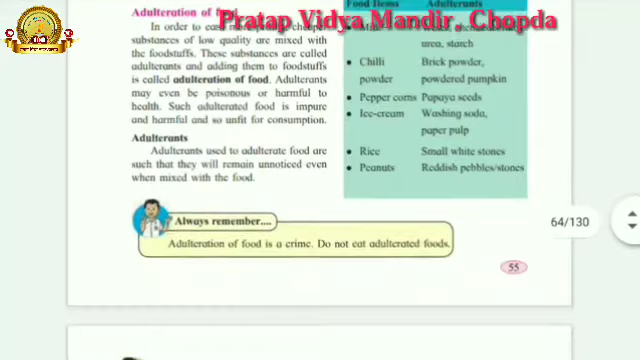 Pratap Vidya Mandir, Chopda
Adulteration of food
In order to earn more profit, cheaper
substances of low quality are mixed with
the foodstuffs. These substances are called
adulterants and adding them to foodstuffs
is called adulteration of food. Adulterants
may even be poisonous or harmful to
health. Such adulterated food is impure
and harmful and so unfit for consumption.
Adulterants
Adulterants used to adulterate food are
such that they will remain unnoticed even
when mixed with the food.
Food Items Adulterants
• Milk
urea, starch
• Chilli Brick powder,
powder powdered pumpkin
• Pepper corns Papaya seeds
• Ice-cream Washing soda,
paper pulp
• Rice Small white stones
• Peanuts Reddish pebbles/stones
Always remember....
Adulteration of food is a crime. Do not eat adulterated foods.
55
64/130